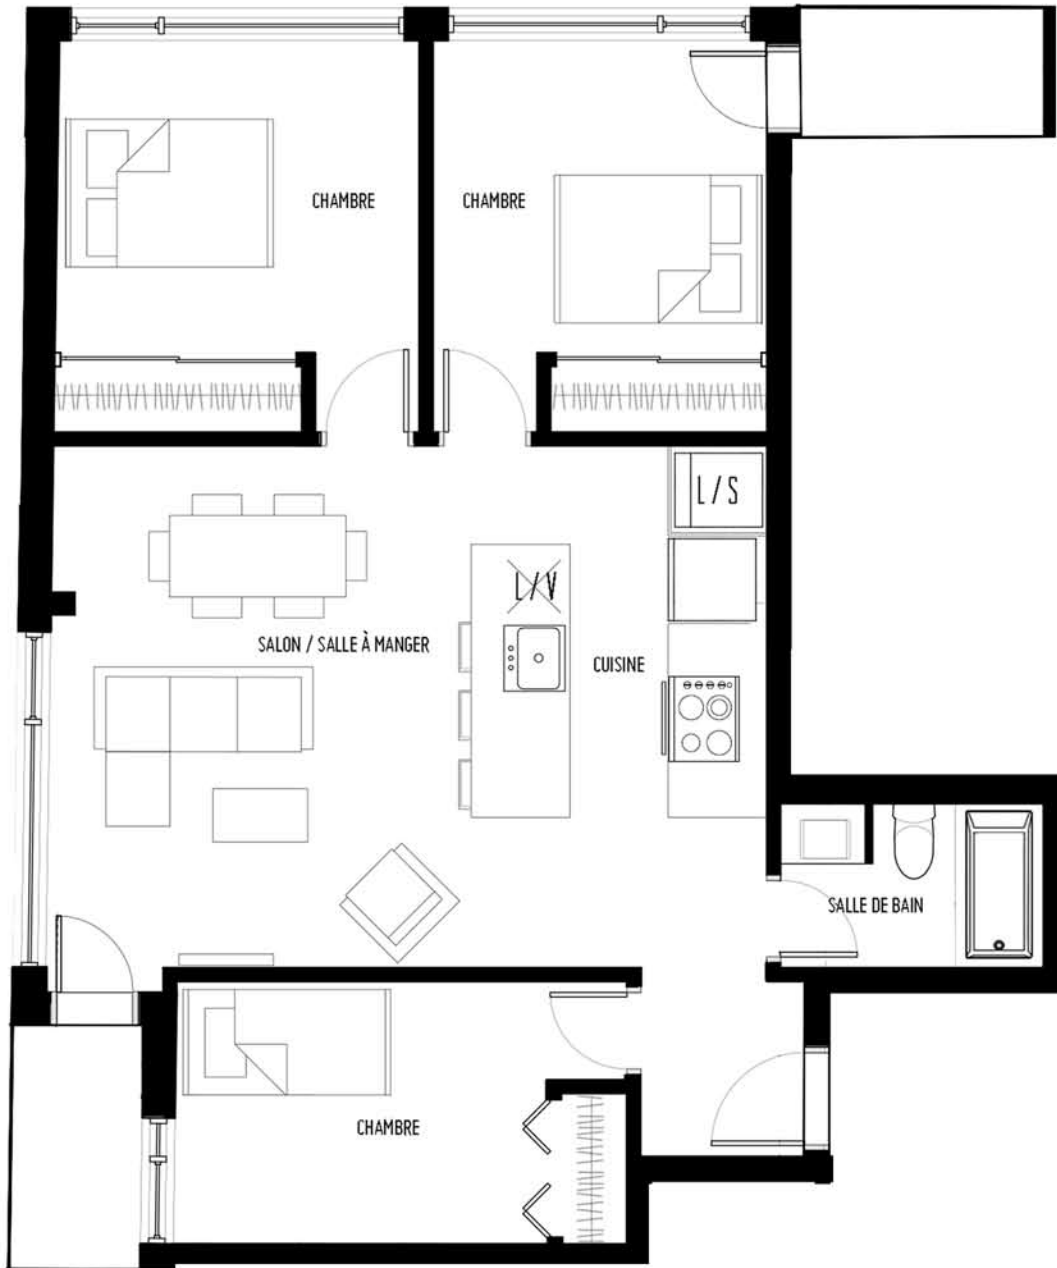 CHAMBRE
CHAMBRE
L / S
L / V
SALON / SALLE À MANGER
CUISINE
SALLE DE BAIN
CHAMBRE